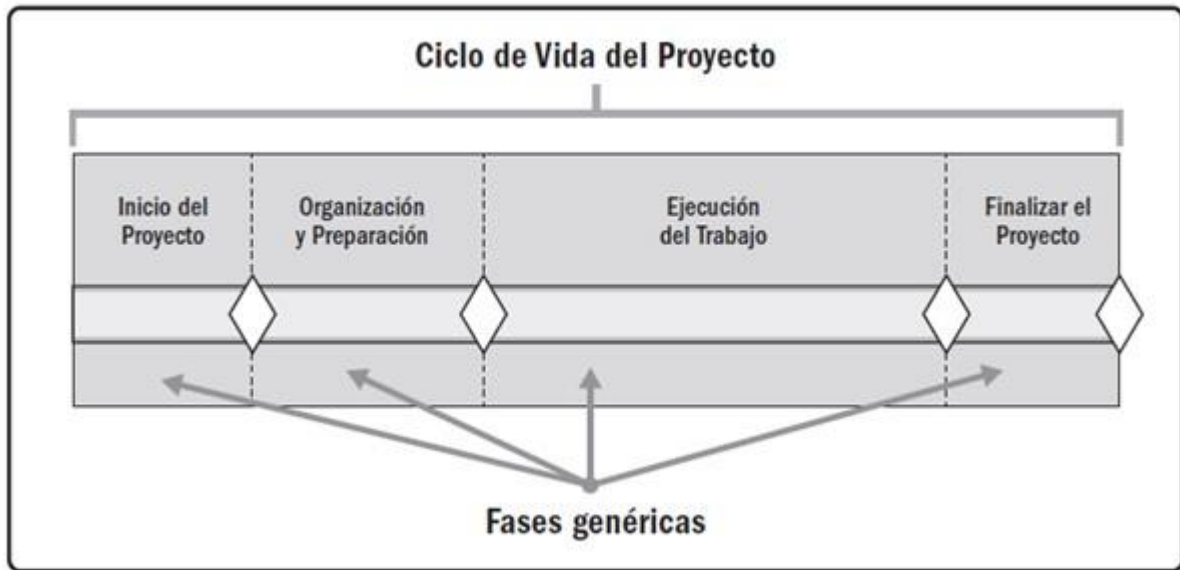 Ciclo de Vida del Proyecto
Inicio del
Proyecto
Organización
y Preparación
Ejecución
del Trabajo
Finalizar el
Proyecto
Fases genéricas